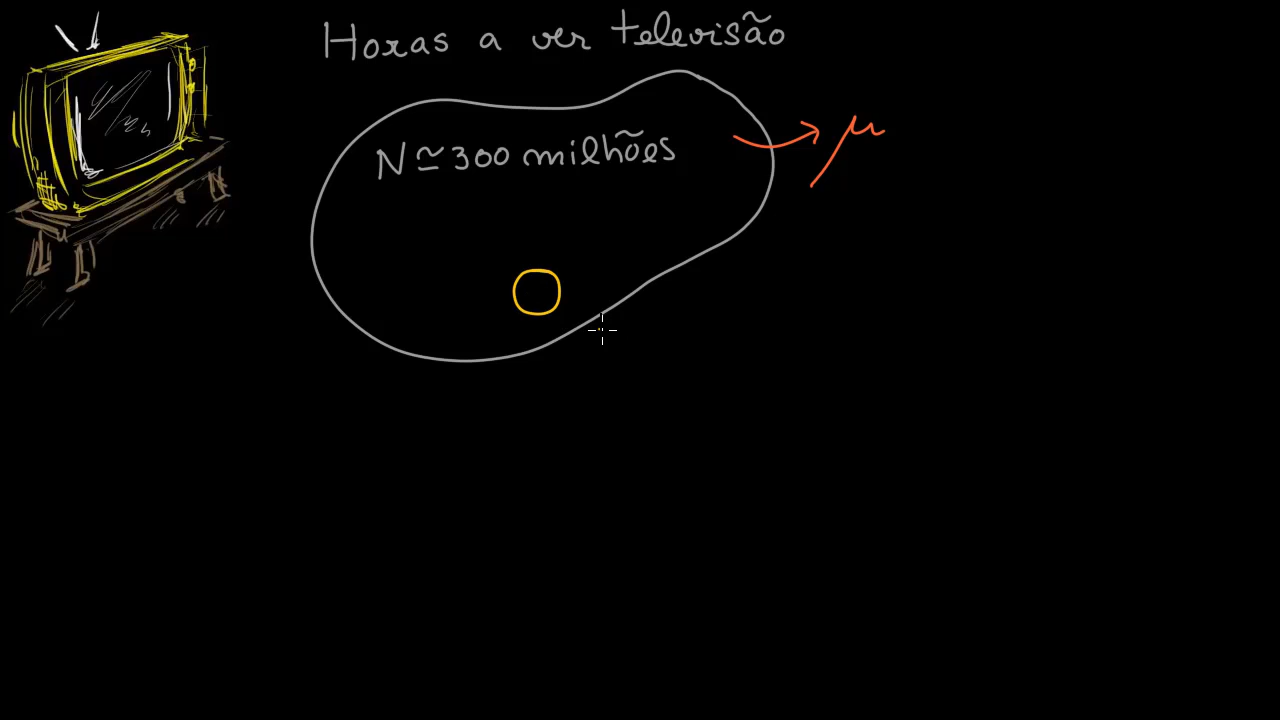 Horas a ver televisão
N ≃ 300 milhões
μ